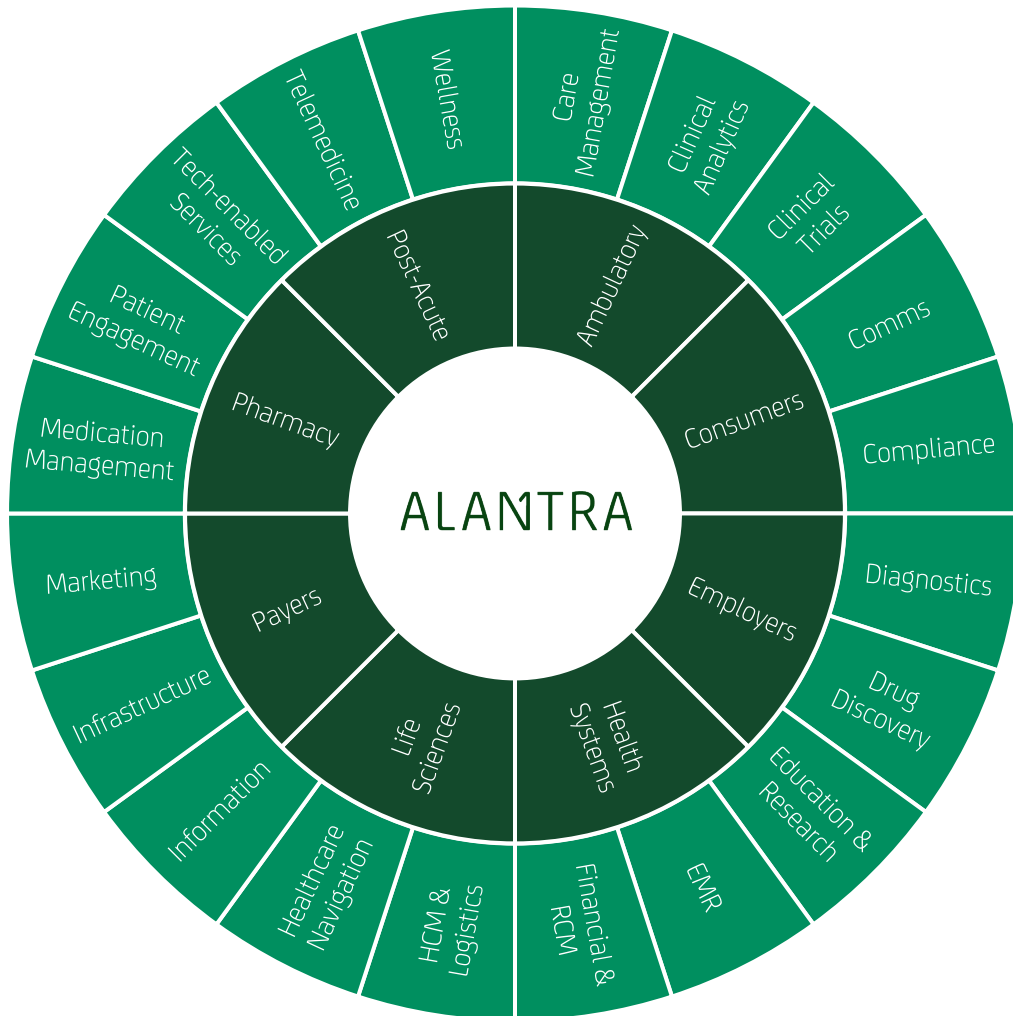 Care
Management
Clinical
Analytics
Clinical
Trials
Comms
Compliance
Diagnostics
Drug
Discovery
Education &
Research
EMR
Financial &
RCM
HCM &
Logistics
Healthcare
Navigation
Information
Infrastructure
Marketing
Medication
Management
Patient
Engagement
Tech-enabled
Services
Telemedicine
Wellness
Ambulatory
Consumers
Employers
Health
Systems
Life
Sciences
Payers
Pharmacy
Post-Acute
ALANTRA